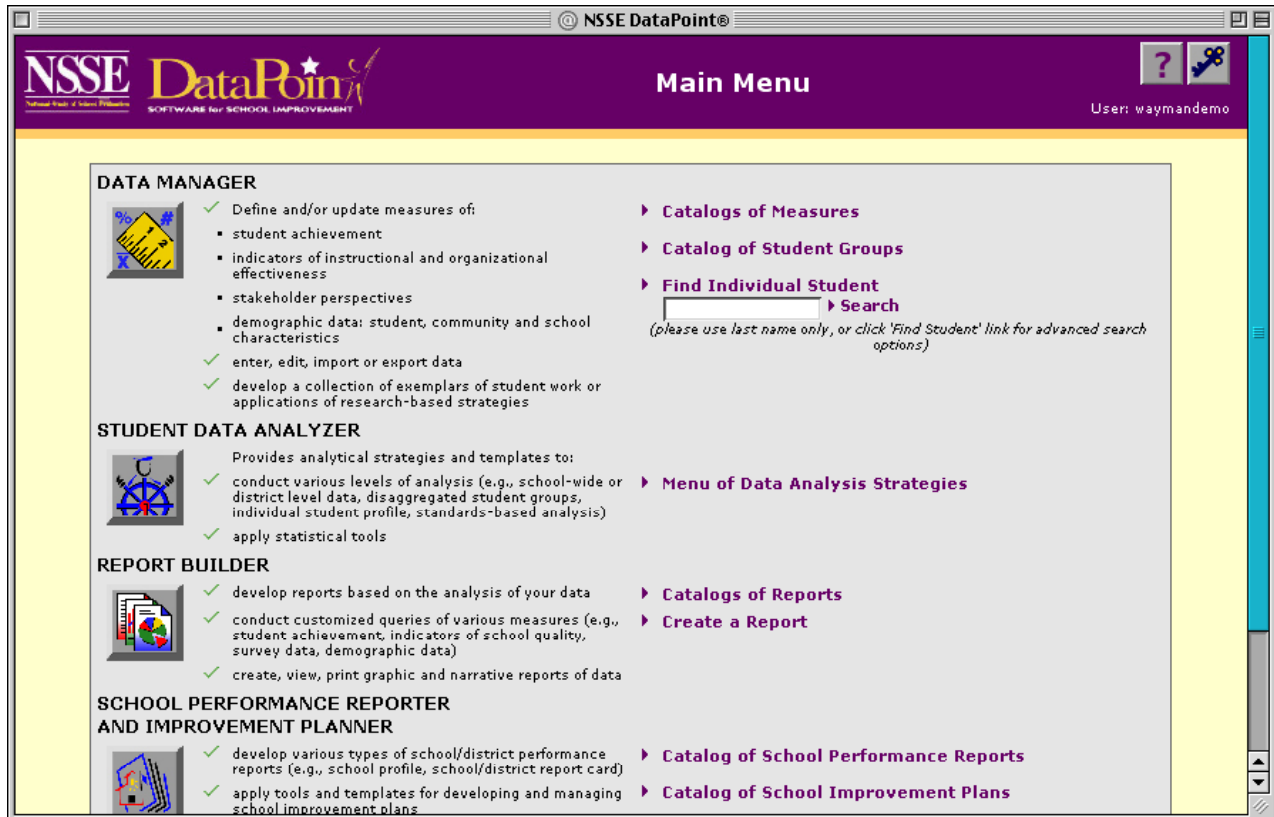 NSSE DataPoint®
NSSE DataPoint
National Study of School Evaluation
SOFTWARE for SCHOOL IMPROVEMENT
Main Menu
?
User: waymandemo
DATA MANAGER
% #
1 2
X
Define and/or update measures of:
student achievement
indicators of instructional and organizational
effectiveness
stakeholder perspectives
demographic data: student, community and school
characteristics
enter, edit, import or export data
develop a collection of exemplars of student work or
applications of research-based strategies
Catalogs of Measures
Catalog of Student Groups
Find Individual Student
Search
(please use last name only, or click 'Find Student' link for advanced search
options)
STUDENT DATA ANALYZER
Provides analytical strategies and templates to:
conduct various levels of analysis (e.g., school-wide or
district level data, disaggregated student groups,
individual student profile, standards-based analysis)
apply statistical tools
Menu of Data Analysis Strategies
REPORT BUILDER
develop reports based on the analysis of your data
conduct customized queries of various measures (e.g.,
student achievement, indicators of school quality,
survey data, demographic data)
create, view, print graphic and narrative reports of data
Catalogs of Reports
Create a Report
SCHOOL PERFORMANCE REPORTER
AND IMPROVEMENT PLANNER
develop various types of school/district performance
reports (e.g., school profile, school/district report card)
apply tools and templates for developing and managing
school improvement plans
Catalog of School Performance Reports
Catalog of School Improvement Plans